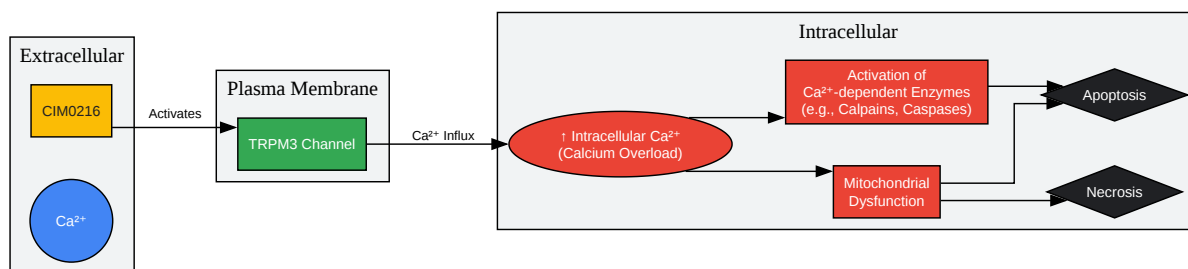 Extracellular
CIM0216
Ca²⁺
Activates
Plasma Membrane
TRPM3 Channel
Ca²⁺ Influx
Intracellular
↑ Intracellular Ca²⁺
(Calcium Overload)
Activation of
Ca²⁺-dependent Enzymes
(e.g., Calpains, Caspases)
Mitochondrial
Dysfunction
Apoptosis
Necrosis